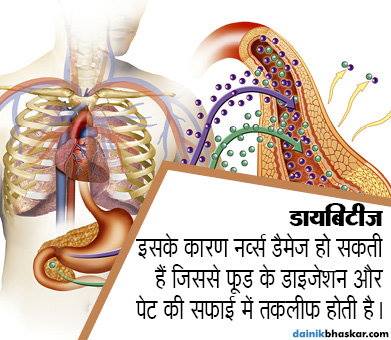 डायबिटीज
इसके कारण नर्व्स डैमेज हो सकती
हैं जिससे फूड के डाइजेशन और
पेट की सफाई में तकलीफ होती है।
dainikbhaskar.com